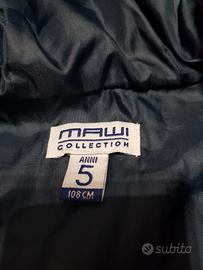 MAWI
COLLECTION
ANNI
5
108 CM
subito